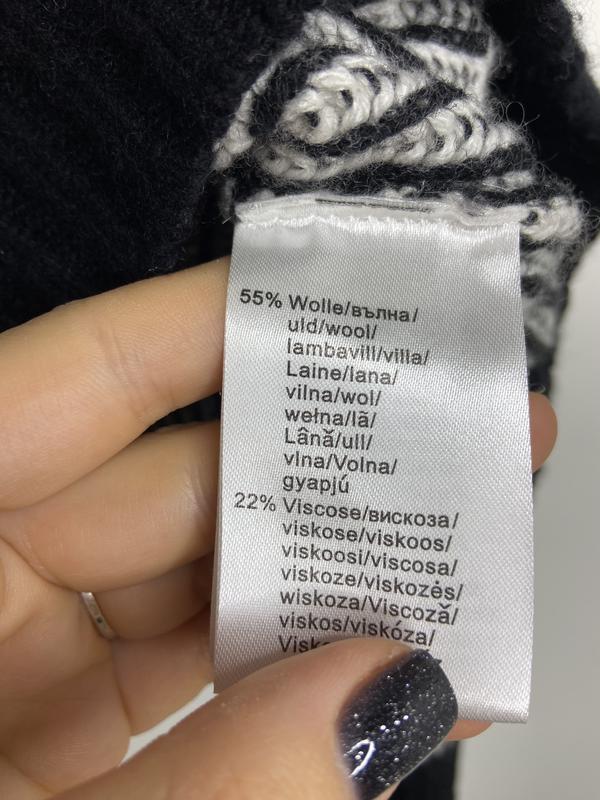 55% Wolle/вълна/
uld/wool/
lambavill/villa/
Laine/lana/
vilna/wol/
wełna/lã/
Lână/ull/
vlna/Volna/
gyapjú
22% Viscose/вискоза/
viskose/viskoos/
viskoosi/viscosa/
viskoze/viskozės/
wiskoza/Viscoză/
viskos/viskóza/